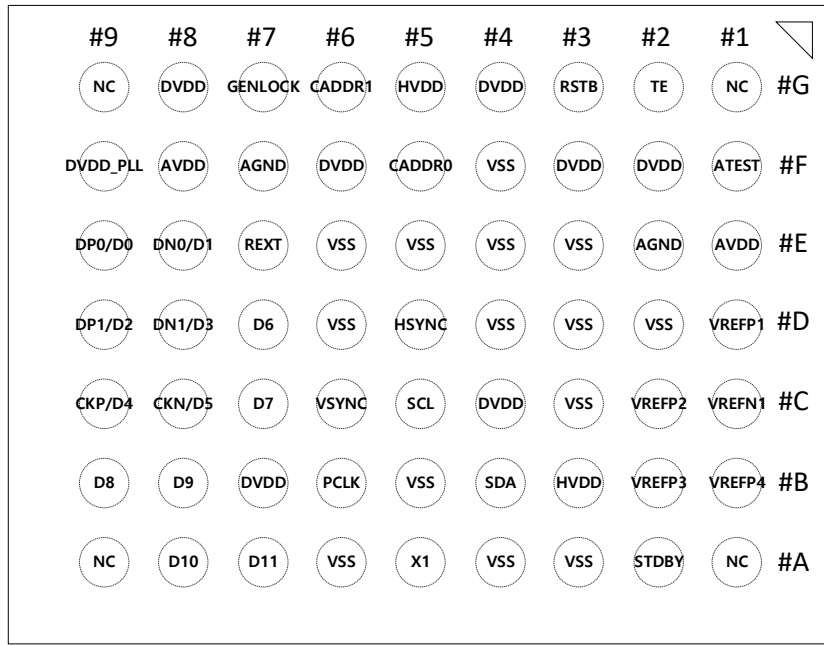 #9 #8 #7 #6 #5 #4 #3 #2 #1
NC DVDD GENLOCK CADDR1 HVDD DVDD RSTB TE NC #G
DVDD_PLL AVDD AGND DVDD CADDR0 VSS DVDD DVDD ATEST #F
DP0/D0 DN0/D1 REXT VSS VSS VSS VSS AGND AVDD #E
DP1/D2 DN1/D3 D6 VSS HSYNC VSS VSS VSS VREFP1 #D
CKP/D4 CKN/D5 D7 VSYNC SCL DVDD VSS VREFP2 VREFN1 #C
D8 D9 DVDD PCLK VSS SDA HVDD VREFP3 VREFP4 #B
NC D10 D11 VSS X1 VSS VSS STDBY NC #A